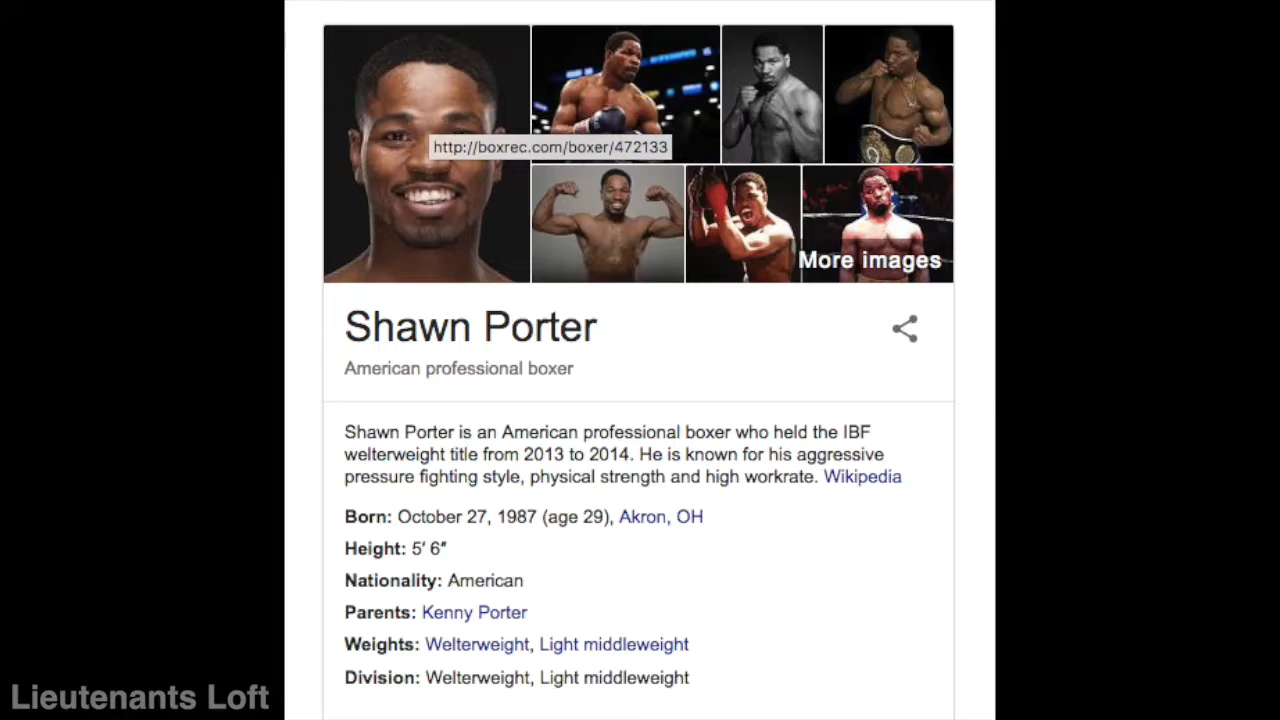 http://boxrec.com/boxer/472133
More images
Shawn Porter
American professional boxer
Shawn Porter is an American professional boxer who held the IBF
welterweight title from 2013 to 2014. He is known for his aggressive
pressure fighting style, physical strength and high workrate. Wikipedia
Born: October 27, 1987 (age 29), Akron, OH
Height: 5′ 6″
Nationality: American
Parents: Kenny Porter
Weights: Welterweight, Light middleweight
Division: Welterweight, Light middleweight
Lieutenants Loft